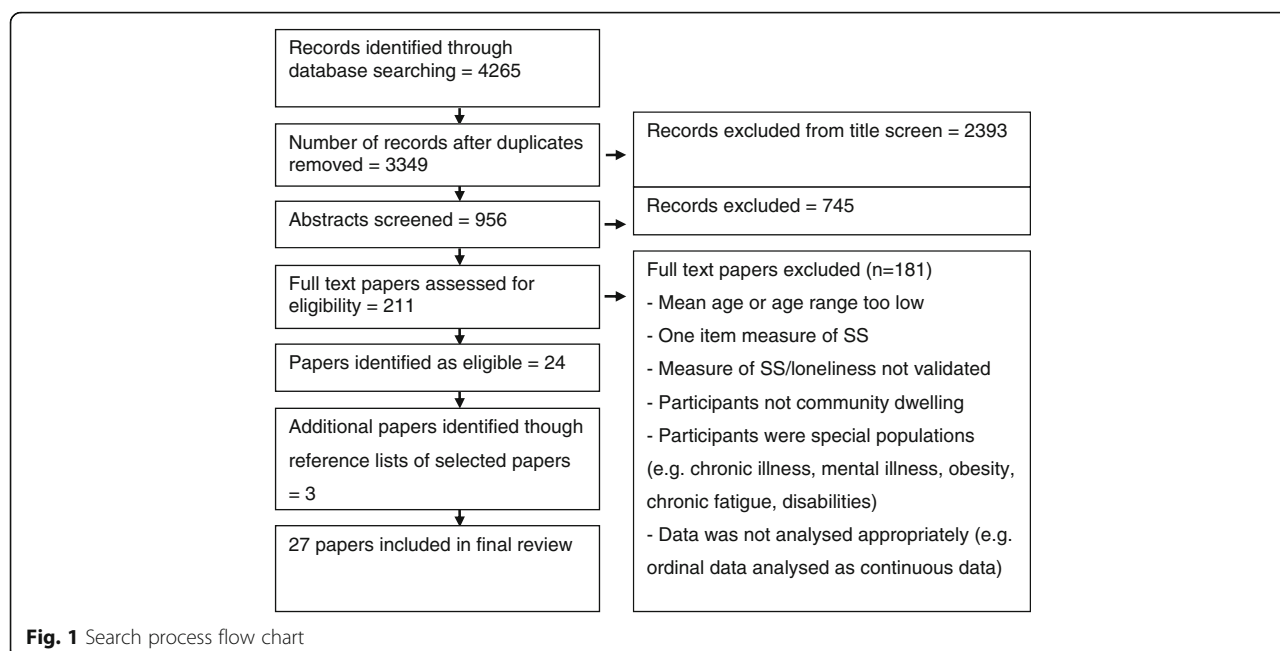 Records identified through
database searching = 4265
Number of records after duplicates
removed = 3349
Records excluded from title screen = 2393
Abstracts screened = 956
Records excluded = 745
Full text papers assessed for
eligibility = 211
Full text papers excluded (n=181)
- Mean age or age range too low
- One item measure of SS
- Measure of SS/loneliness not validated
- Participants not community dwelling
- Participants were special populations
(e.g. chronic illness, mental illness, obesity,
chronic fatigue, disabilities)
- Data was not analysed appropriately (e.g.
ordinal data analysed as continuous data)
Papers identified as eligible = 24
Additional papers identified though
reference lists of selected papers
= 3
27 papers included in final review
Fig. 1 Search process flow chart